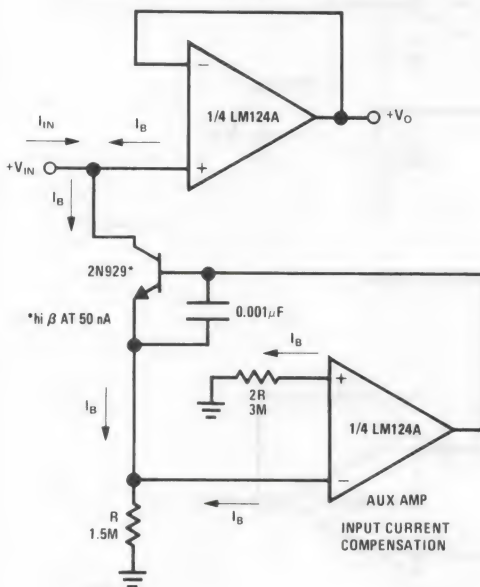 −
1/4 LM124A
+V_O
+
I_IN
I_B
+V_IN
I_B
2N929*
*hi β AT 50 nA
0.001μF
I_B
2R
3M
+
1/4 LM124A
−
I_B
I_B
R
1.5M
AUX AMP
INPUT CURRENT
COMPENSATION